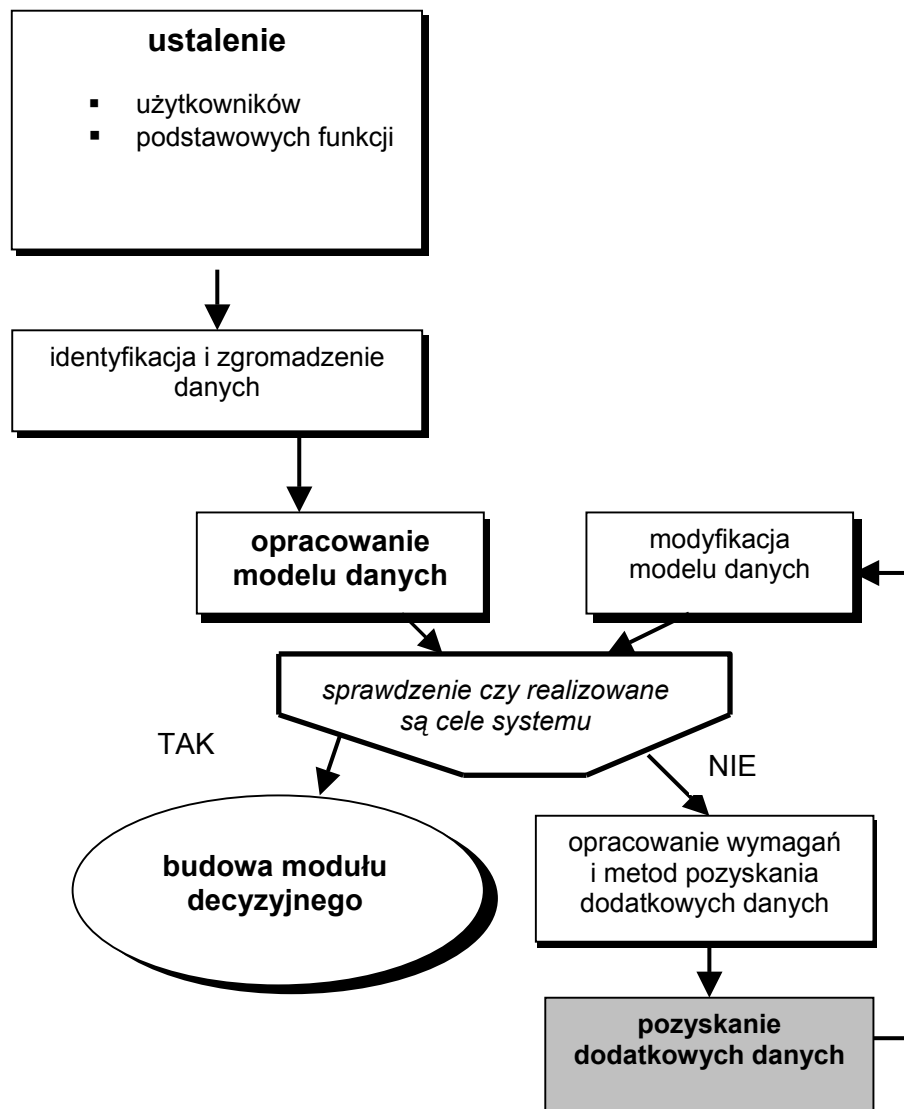 ustalenie
▪ użytkowników
▪ podstawowych funkcji
identyfikacja i zgromadzenie
danych
opracowanie
modelu danych
modyfikacja
modelu danych
sprawdzenie czy realizowane
są cele systemu
TAK
NIE
budowa modułu
decyzyjnego
opracowanie wymagań
i metod pozyskania
dodatkowych danych
pozyskanie
dodatkowych danych